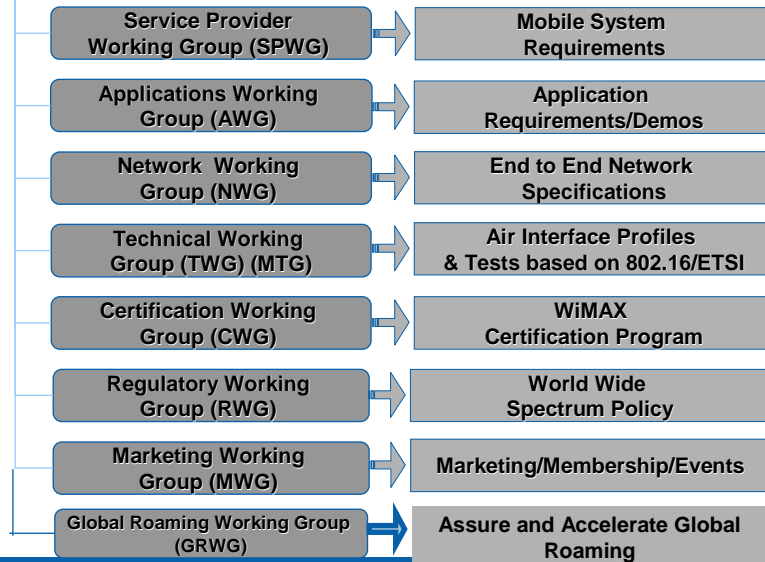 Service Provider
Working Group (SPWG)
Mobile System
Requirements
Applications Working
Group (AWG)
Application
Requirements/Demos
Network Working
Group (NWG)
End to End Network
Specifications
Technical Working
Group (TWG) (MTG)
Air Interface Profiles
& Tests based on 802.16/ETSI
Certification Working
Group (CWG)
WiMAX
Certification Program
Regulatory Working
Group (RWG)
World Wide
Spectrum Policy
Marketing Working
Group (MWG)
Marketing/Membership/Events
Global Roaming Working Group
(GRWG)
Assure and Accelerate Global
Roaming